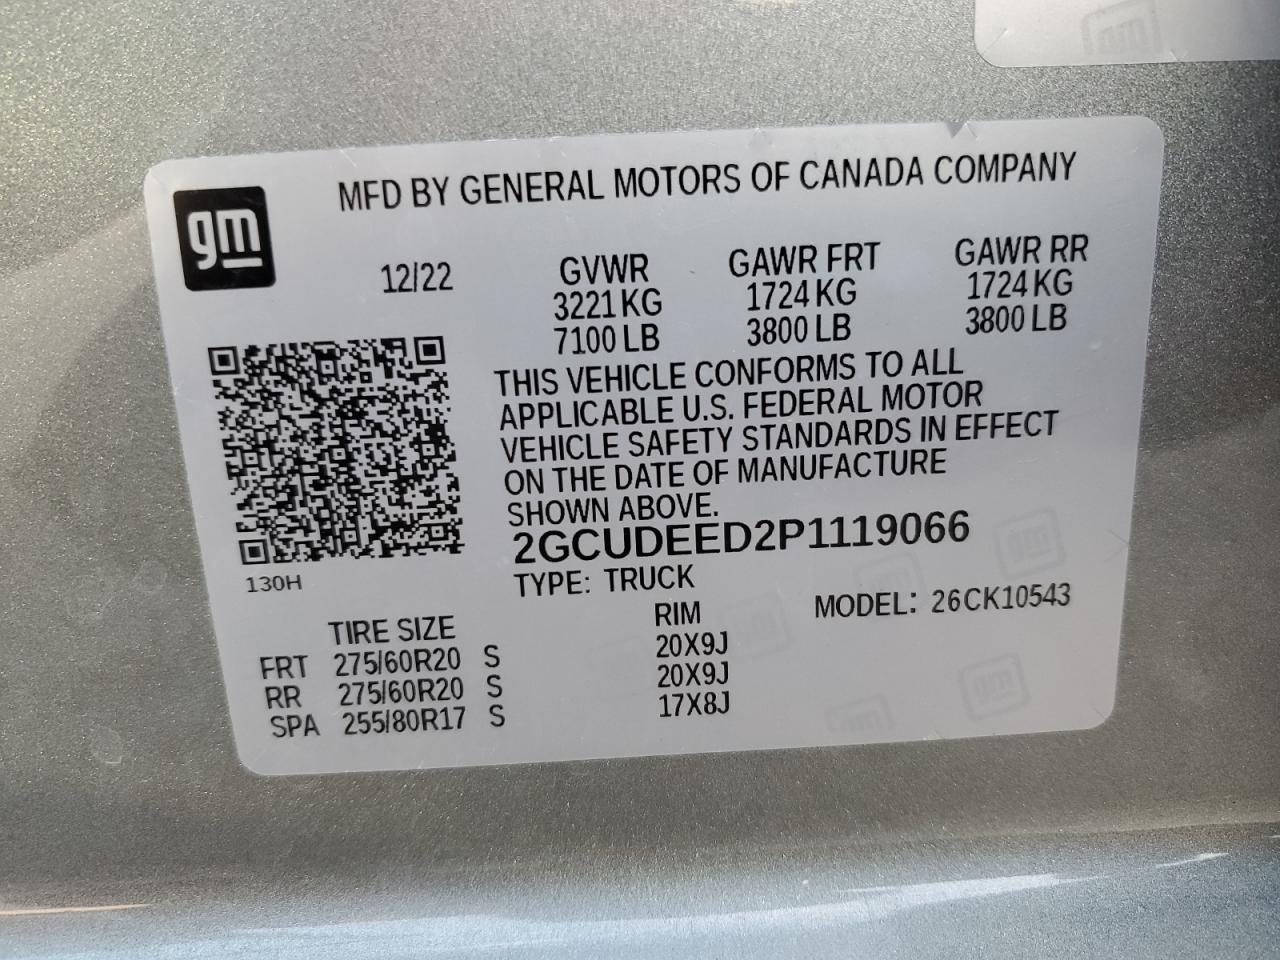 gm
MFD BY GENERAL MOTORS OF CANADA COMPANY
12/22
GVWR GAWR FRT GAWR RR
3221 KG 1724 KG 1724 KG
7100 LB 3800 LB 3800 LB
THIS VEHICLE CONFORMS TO ALL
APPLICABLE U.S. FEDERAL MOTOR
VEHICLE SAFETY STANDARDS IN EFFECT
ON THE DATE OF MANUFACTURE
SHOWN ABOVE.
2GCUDEED2P1119066
130H
TYPE: TRUCK
MODEL: 26CK10543
TIRE SIZE RIM
FRT 275/60R20 S 20X9J
RR 275/60R20 S 20X9J
SPA 255/80R17 S 17X8J